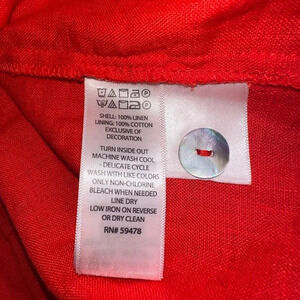 SHELL: 100% LINEN
LINING: 100% COTTON
EXCLUSIVE OF
DECORATION
TURN INSIDE OUT
MACHINE WASH COOL
- DELICATE CYCLE
WASH WITH LIKE COLORS
ONLY NON-CHLORINE
BLEACH WHEN NEEDED
LINE DRY
LOW IRON ON REVERSE
OR DRY CLEAN
RN# 59478